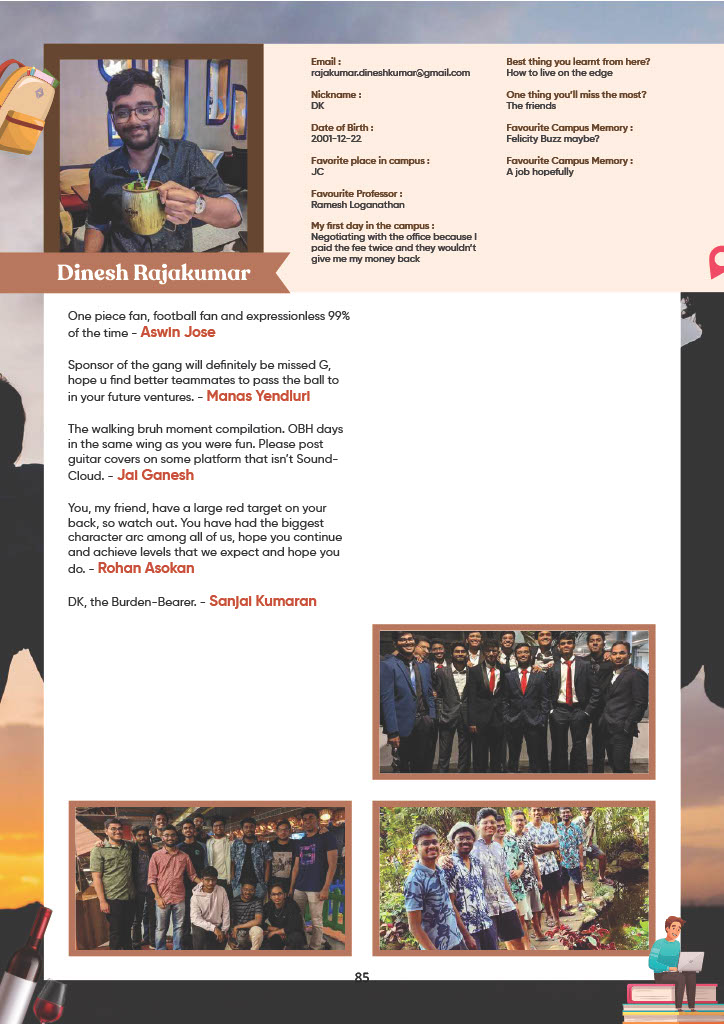 Email :
rajakumar.dineshkumar@gmail.com
Nickname :
DK
Date of Birth :
2001-12-22
Favorite place in campus :
JC
Favourite Professor :
Ramesh Loganathan
My first day in the campus :
Negotiating with the office because I
paid the fee twice and they wouldn't
give me my money back
Best thing you learnt from here?
How to live on the edge
One thing you'll miss the most?
The friends
Favourite Campus Memory :
Felicity Buzz maybe?
Favourite Campus Memory :
A job hopefully
Dinesh Rajakumar
One piece fan, football fan and expressionless 99%
of the time - Aswin Jose
Sponsor of the gang will definitely be missed G,
hope u find better teammates to pass the ball to
in your future ventures. - Manas Yendluri
The walking bruh moment compilation. OBH days
in the same wing as you were fun. Please post
guitar covers on some platform that isn't Sound-
Cloud. - Jai Ganesh
You, my friend, have a large red target on your
back, so watch out. You have had the biggest
character arc among all of us, hope you continue
and achieve levels that we expect and hope you
do. - Rohan Asokan
DK, the Burden-Bearer. - Sanjai Kumaran
85